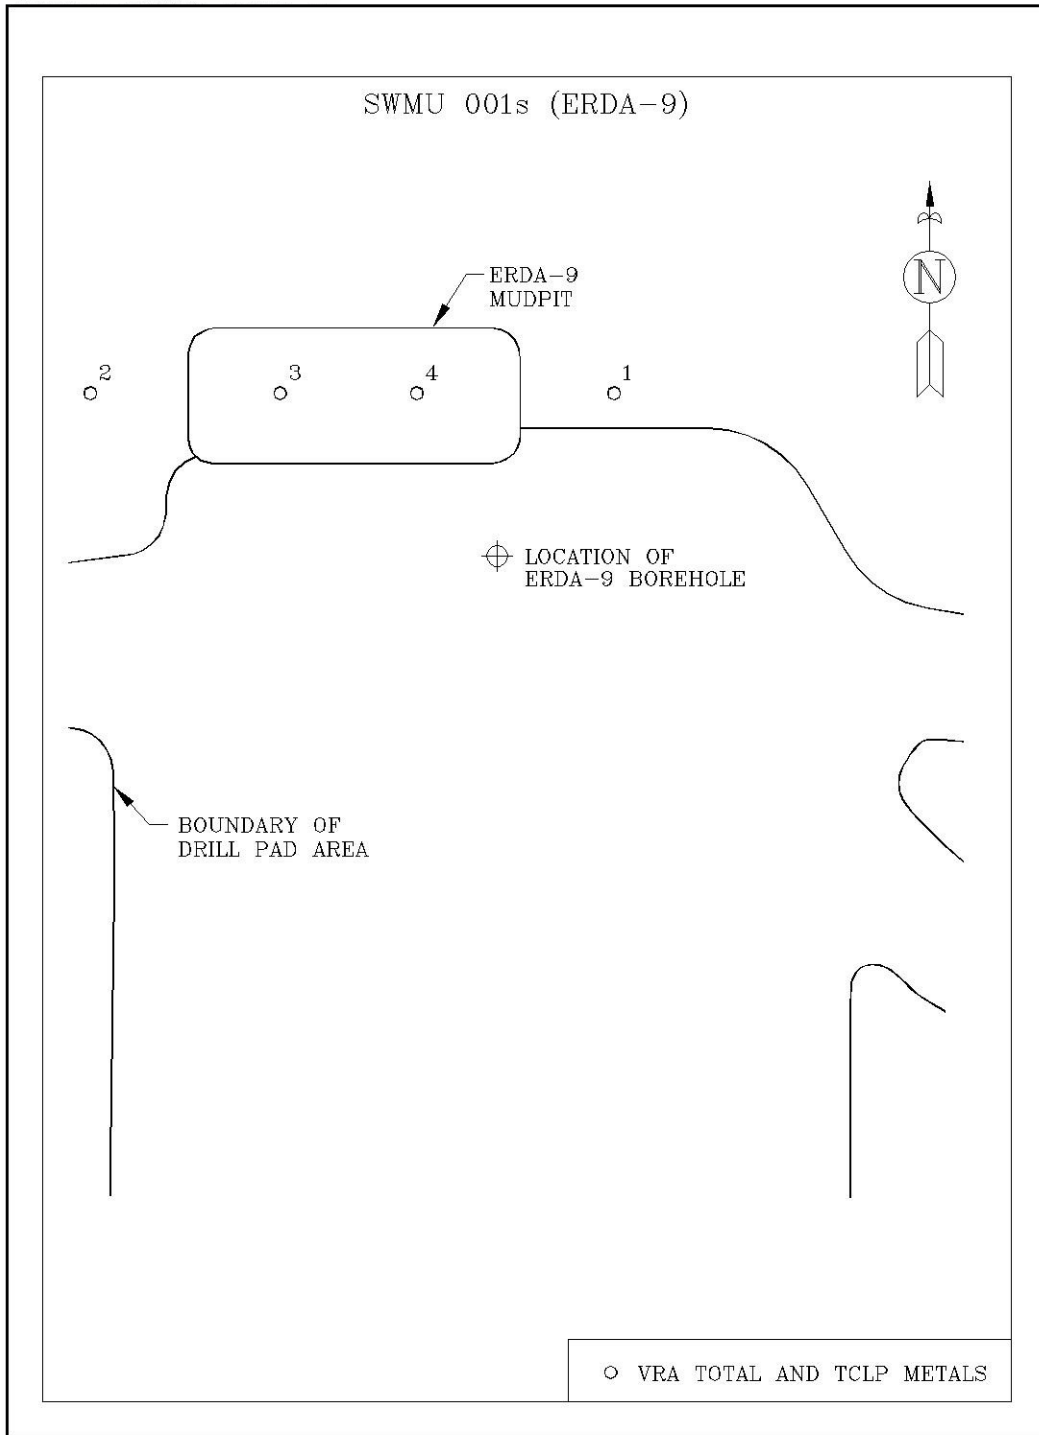 SWMU 001s (ERDA-9)
N
ERDA-9
MUDPIT
2
3
4
1
LOCATION OF
ERDA-9 BOREHOLE
BOUNDARY OF
DRILL PAD AREA
VRA TOTAL AND TCLP METALS